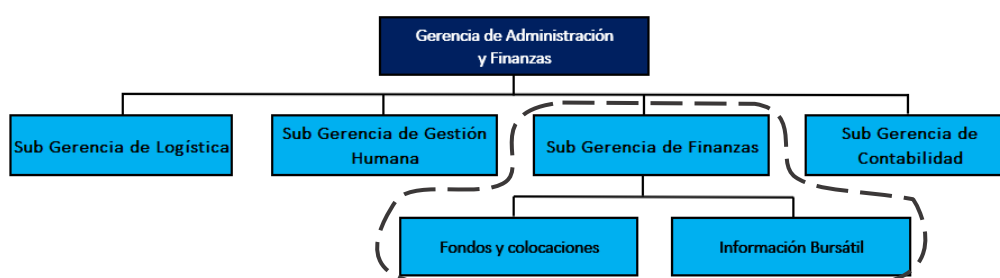 Gerencia de Administración
y Finanzas
Sub Gerencia de Logística
Sub Gerencia de Gestión
Humana
Sub Gerencia de Finanzas
Sub Gerencia de
Contabilidad
Fondos y colocaciones
Información Bursátil